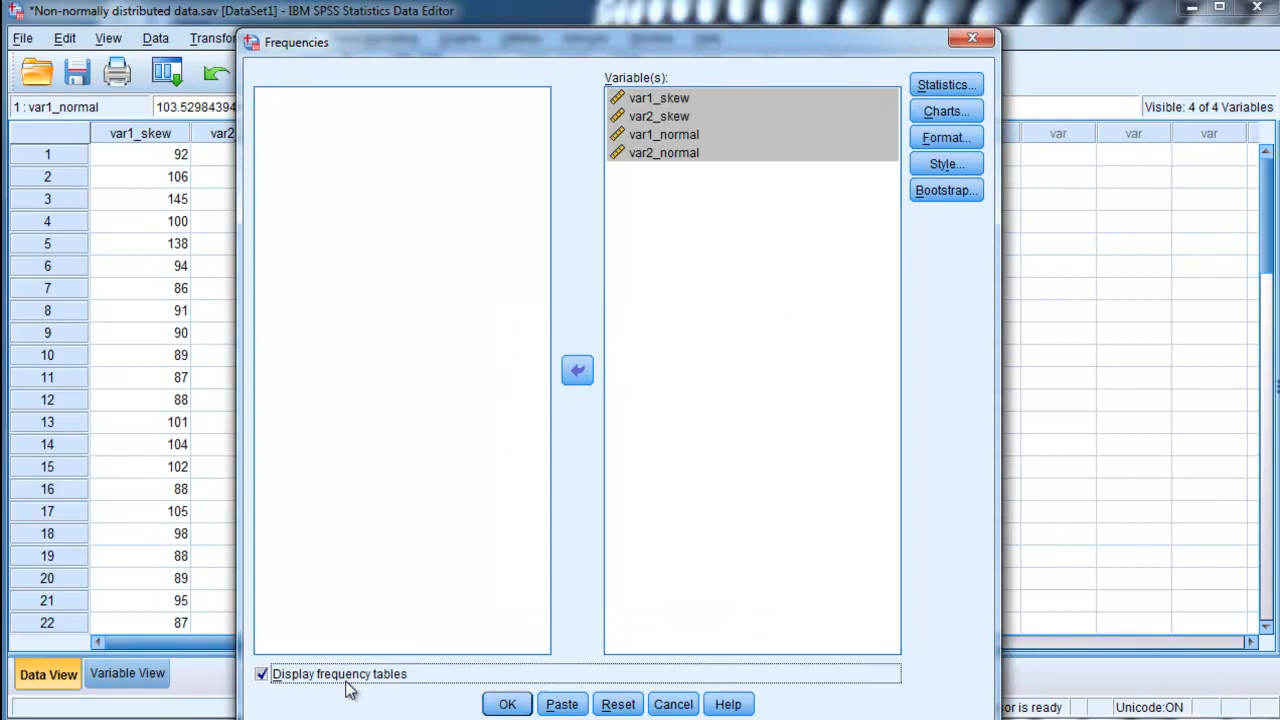 *Non-normally distributed data.sav [DataSet1] - IBM SPSS Statistics Data Editor
File Edit View Data Transfor
Frequencies
Variable(s):
var1_skew
var2_skew
var1_normal
var2_normal
Statistics...
Charts...
Format...
Style...
Bootstrap...
1 : var1_normal 103.52984394
Visible: 4 of 4 Variables
var1_skew var2 var var var
1 92
2 106
3 145
4 100
5 138
6 94
7 86
8 91
9 90
10 89
11 87
12 88
13 101
14 104
15 102
16 88
17 105
18 98
19 88
20 89
21 95
22 87
Display frequency tables
OK Paste Reset Cancel Help
Data View Variable View
or is ready Unicode:ON